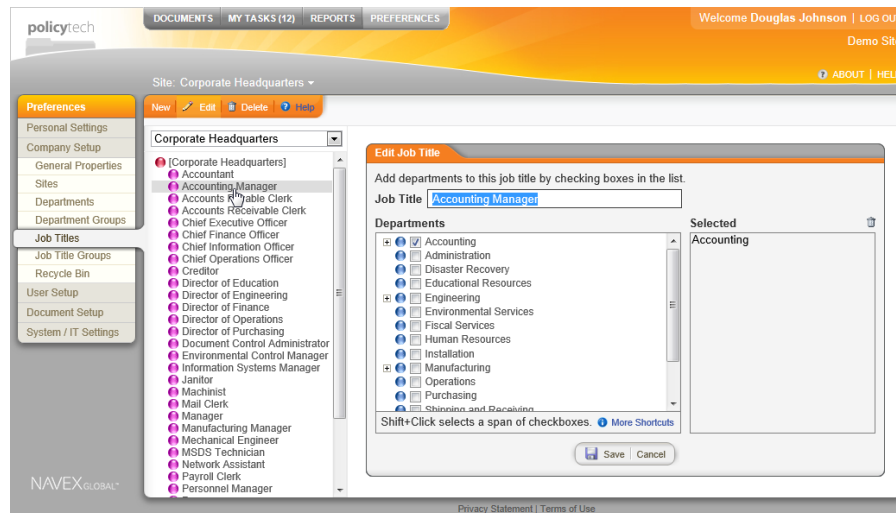 policytech
DOCUMENTS MY TASKS (12) REPORTS PREFERENCES
Welcome Douglas Johnson | LOG OUT
Demo Site
Site: Corporate Headquarters
ABOUT | HELP
Preferences
Personal Settings
Company Setup
General Properties
Sites
Departments
Department Groups
Job Titles
Job Title Groups
Recycle Bin
User Setup
Document Setup
System / IT Settings
NAVEX GLOBAL™
New Edit Delete Help
Corporate Headquarters
[Corporate Headquarters]
Accountant
Accounting Manager
Accounts Payable Clerk
Accounts Receivable Clerk
Chief Executive Officer
Chief Finance Officer
Chief Information Officer
Chief Operations Officer
Creditor
Director of Education
Director of Engineering
Director of Finance
Director of Operations
Director of Purchasing
Document Control Administrator
Environmental Control Manager
Information Systems Manager
Janitor
Machinist
Mail Clerk
Manager
Manufacturing Manager
Mechanical Engineer
MSDS Technician
Network Assistant
Payroll Clerk
Personnel Manager
Edit Job Title
Add departments to this job title by checking boxes in the list.
Job Title Accounting Manager
Departments
Accounting
Administration
Disaster Recovery
Educational Resources
Engineering
Environmental Services
Fiscal Services
Human Resources
Installation
Manufacturing
Operations
Purchasing
Shipping and Receiving
Shift+Click selects a span of checkboxes. More Shortcuts
Selected
Accounting
Save Cancel
Privacy Statement | Terms of Use